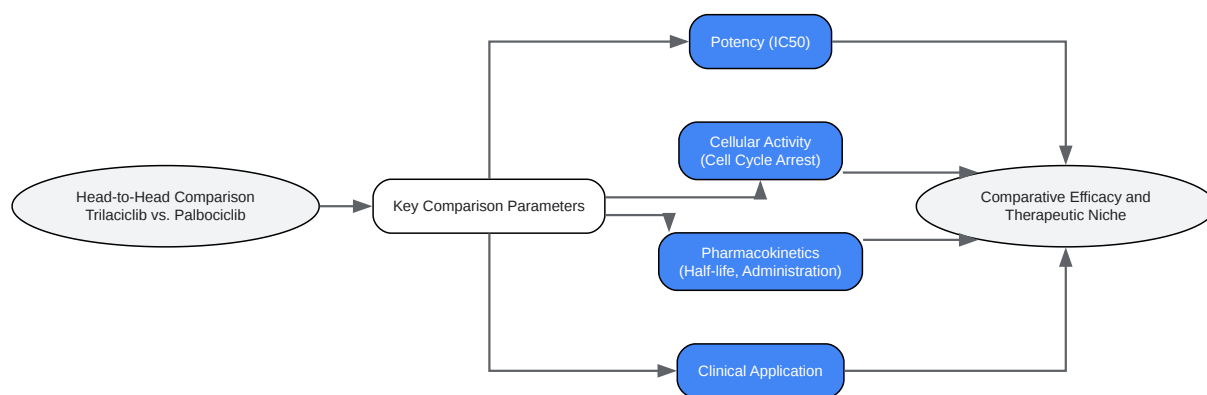 Head-to-Head Comparison
Trilaciclib vs. Palbociclib
Key Comparison Parameters
Potency (IC50)
Cellular Activity
(Cell Cycle Arrest)
Pharmacokinetics
(Half-life, Administration)
Clinical Application
Comparative Efficacy and
Therapeutic Niche